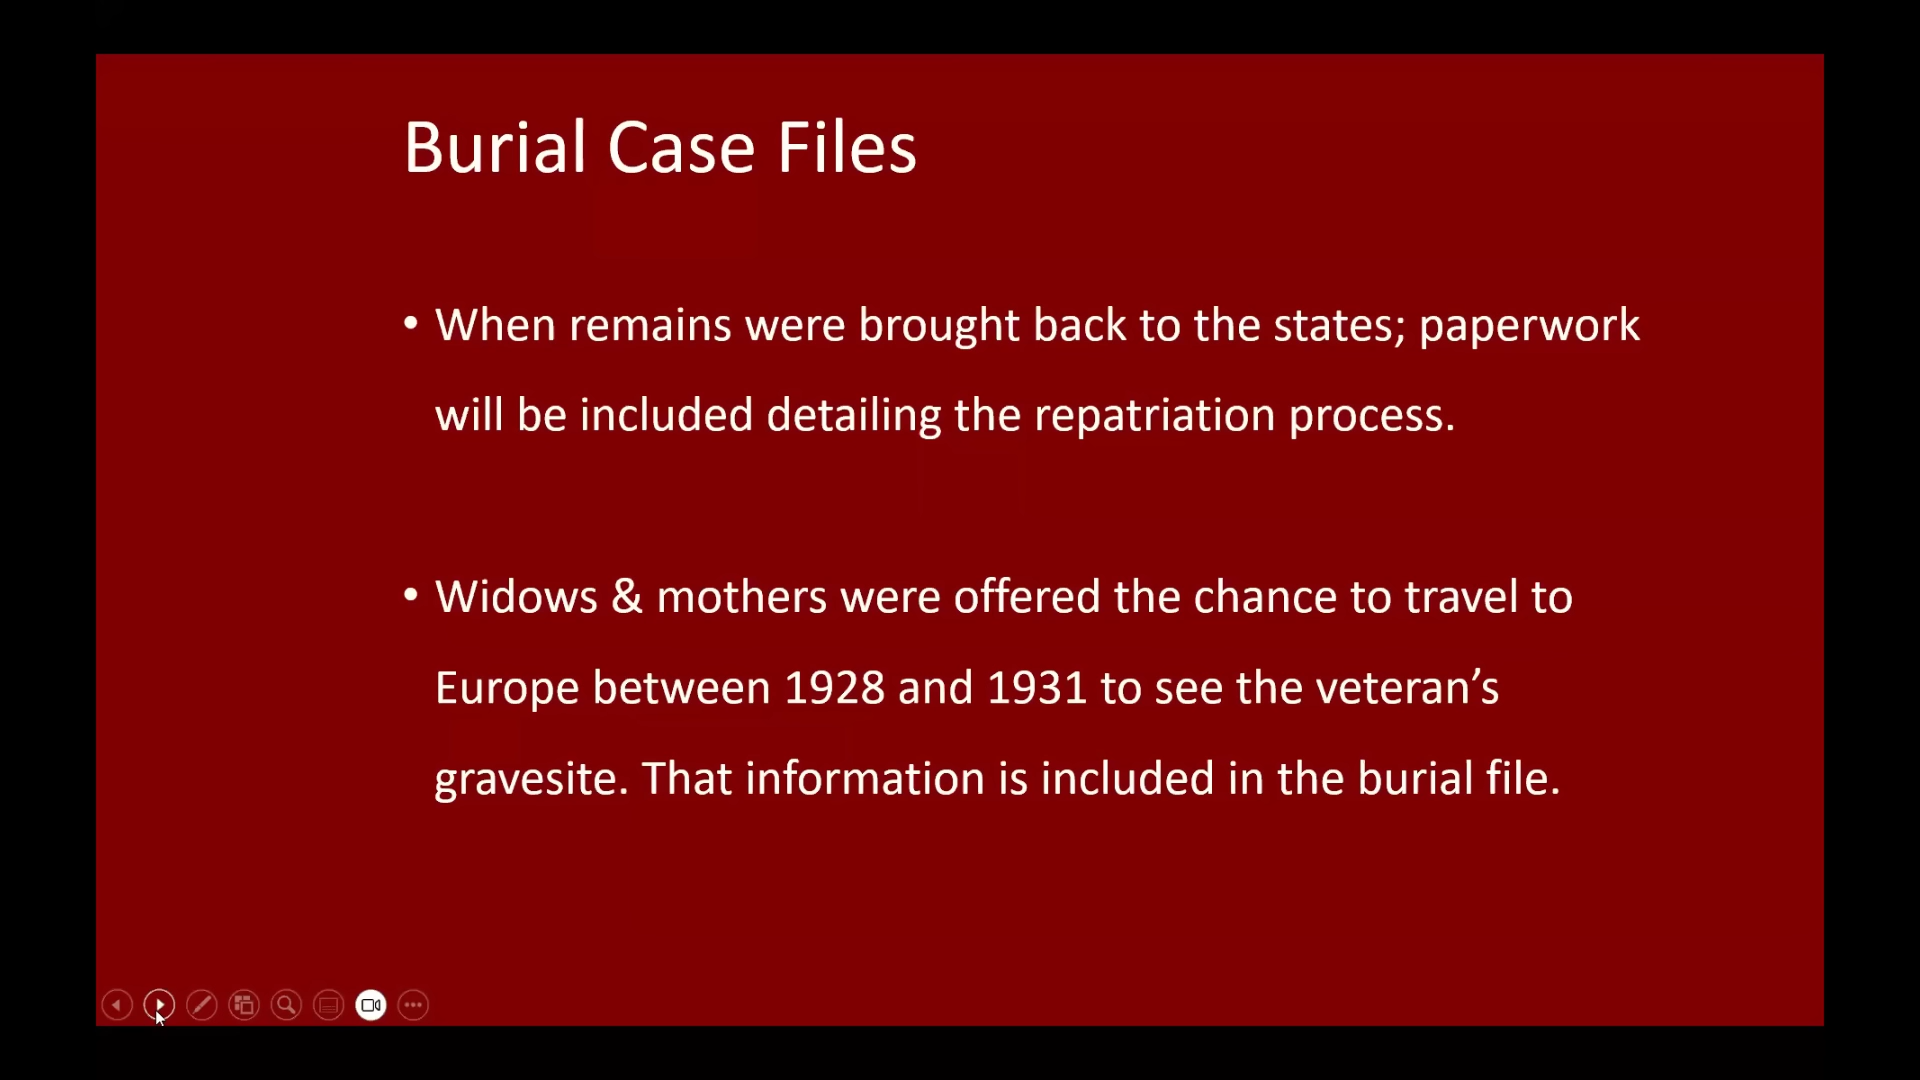 Burial Case Files
• When remains were brought back to the states; paperwork
will be included detailing the repatriation process.
• Widows & mothers were offered the chance to travel to
Europe between 1928 and 1931 to see the veteran’s
gravesite. That information is included in the burial file.